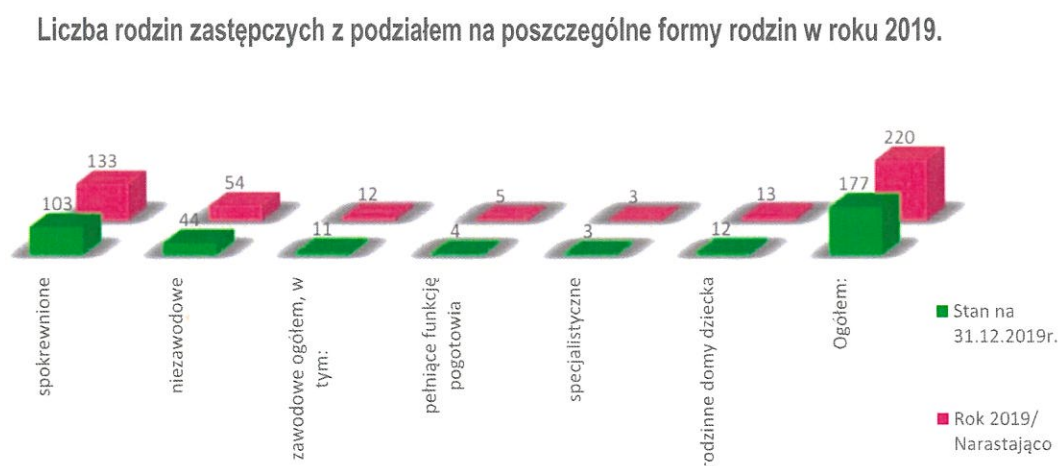 Liczba rodzin zastępczych z podziałem na poszczególne formy rodzin w roku 2019.
133
103
54
44
12
11
5
4
3
3
13
12
220
177
spokrewnione
niezawodowe
zawodowe ogółem, w
tym:
pełniące funkcję
pogotowia
specjalistyczne
rodzinne domy dziecka
Ogółem:
Stan na
31.12.2019r.
Rok 2019/
Narastająco